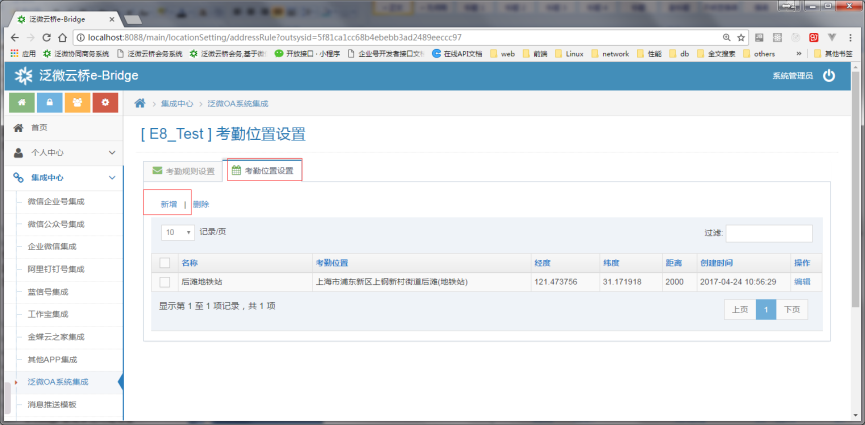 泛微云桥e-Bridge
localhost:8088/main/locationSetting/addressRule?outsysid=5f81ca1cc68b4ebebb3ad2489eeccc97
应用 泛微协同商务系统 泛微云桥会务系统 泛微云桥会务,基于微 开放接口 · 小程序 企业号开发者接口文 在线API文档 web 前端 Linux network 性能 db 全文搜索 others » 其他书签
泛微云桥e-Bridge 系统管理员
集成中心 泛微OA系统集成
首页
个人中心
集成中心
微信企业号集成
微信公众号集成
企业微信集成
阿里钉钉号集成
蓝信号集成
工作宝集成
金蝶云之家集成
其他APP集成
泛微OA系统集成
消息推送模板
[ E8_Test ] 考勤位置设置
考勤规则设置 考勤位置设置
新增 | 删除
10 记录/页 过滤:
名称 考勤位置 经度 纬度 距离 创建时间 操作
后滩地铁站 上海市浦东新区上钢新村街道后滩(地铁站) 121.473756 31.171918 2000 2017-04-24 10:56:29 编辑
显示第 1 至 1 项记录，共 1 项
上页 1 下页